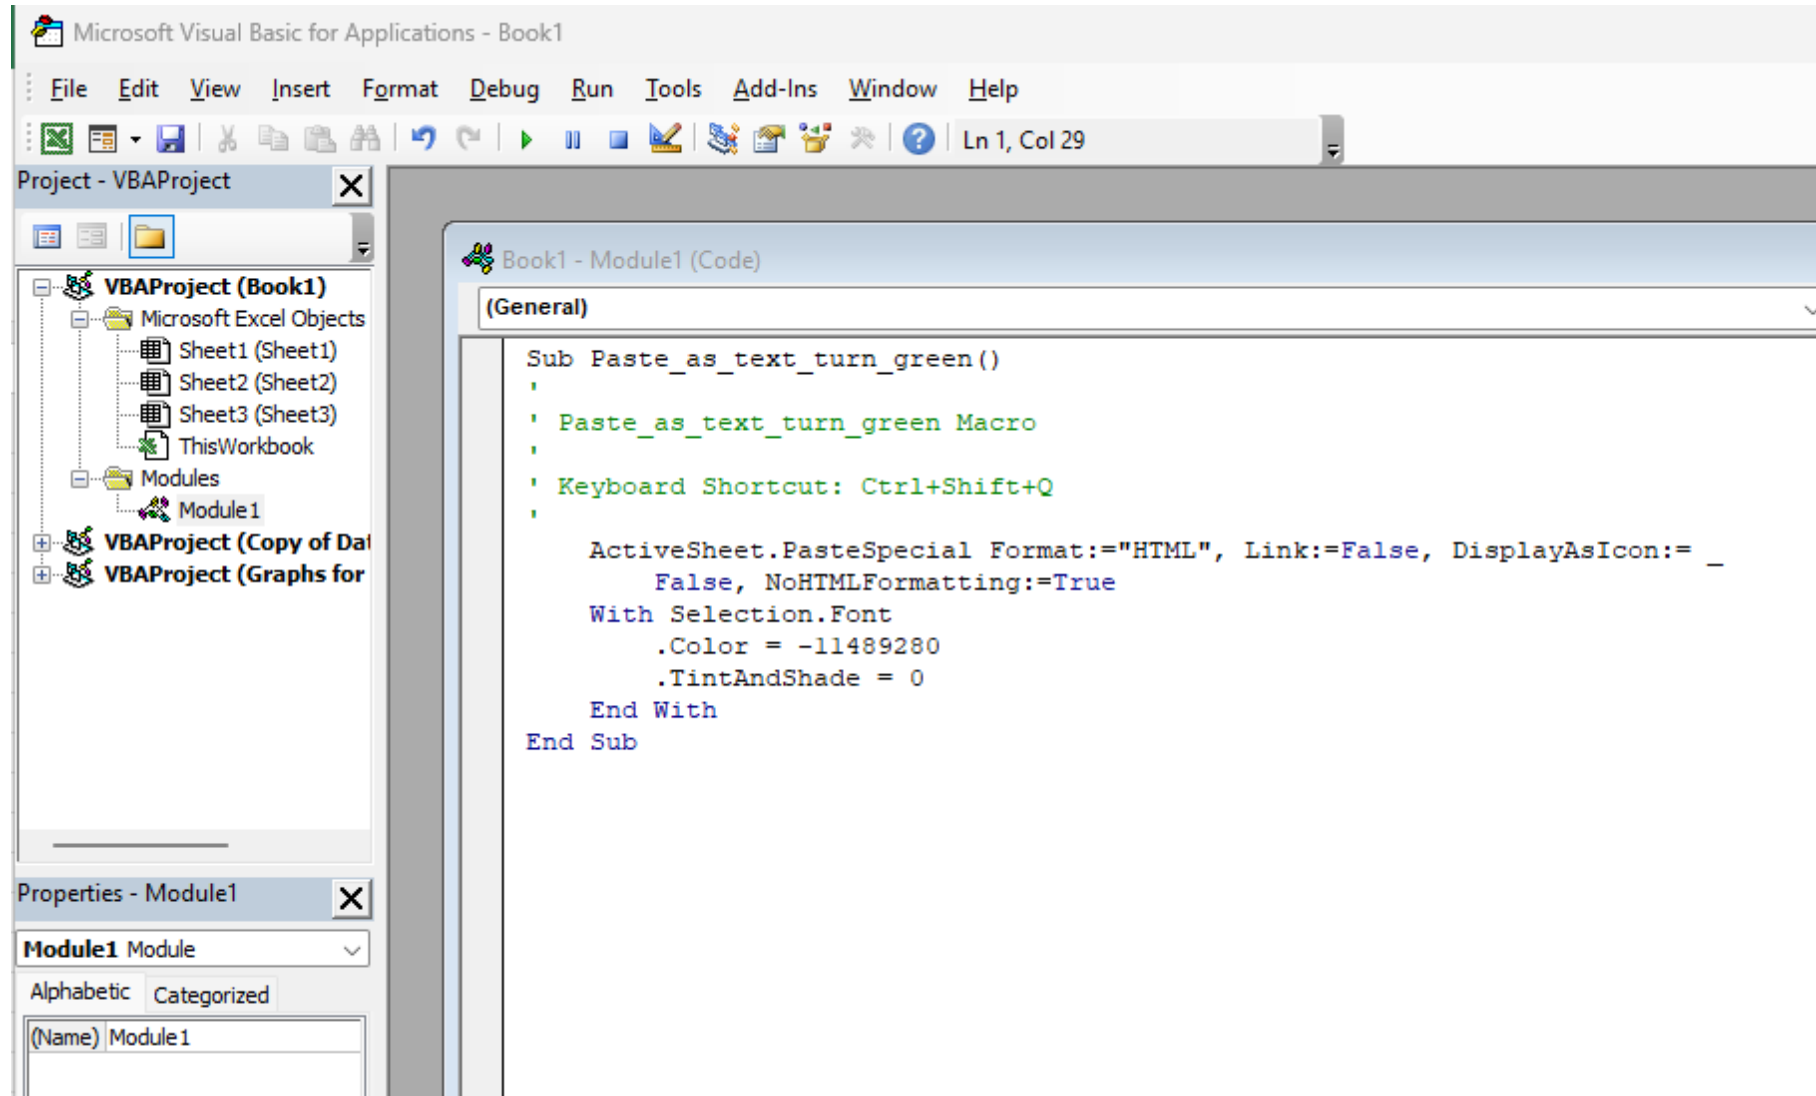 Microsoft Visual Basic for Applications - Book1
File Edit View Insert Format Debug Run Tools Add-Ins Window Help
Ln 1, Col 29
Project - VBAProject
VBAProject (Book1)
Microsoft Excel Objects
Sheet1 (Sheet1)
Sheet2 (Sheet2)
Sheet3 (Sheet3)
ThisWorkbook
Modules
Module1
VBAProject (Copy of Dat
VBAProject (Graphs for
Properties - Module1
Module1 Module
Alphabetic Categorized
(Name) Module1
Book1 - Module1 (Code)
(General)
Sub Paste_as_text_turn_green()
'
' Paste_as_text_turn_green Macro
'
' Keyboard Shortcut: Ctrl+Shift+Q
'
ActiveSheet.PasteSpecial Format:="HTML", Link:=False, DisplayAsIcon:= _
False, NoHTMLFormatting:=True
With Selection.Font
.Color = -11489280
.TintAndShade = 0
End With
End Sub